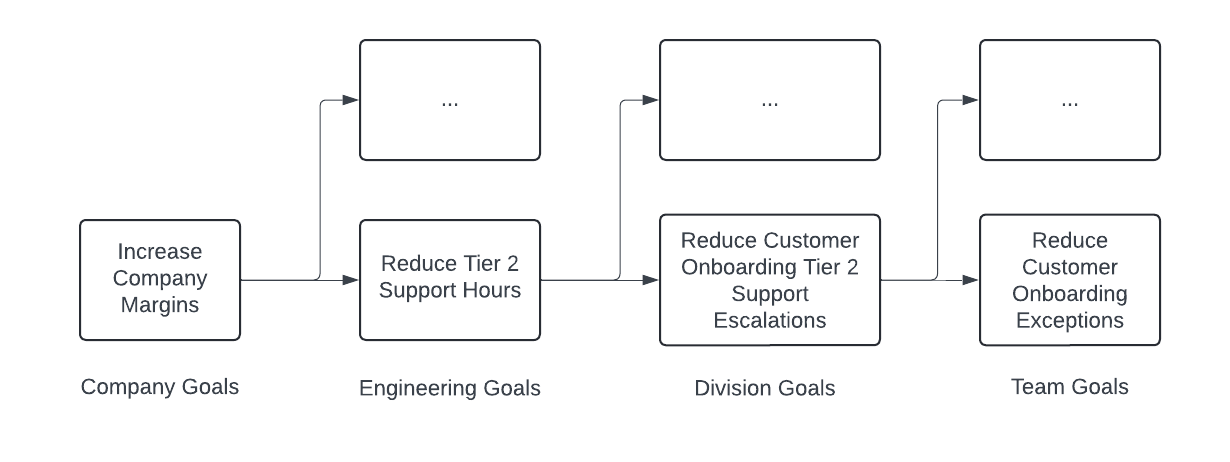 ...
...
...
Increase
Company
Margins
Reduce Tier 2
Support Hours
Reduce Customer
Onboarding Tier 2
Support
Escalations
Reduce
Customer
Onboarding
Exceptions
Company Goals
Engineering Goals
Division Goals
Team Goals